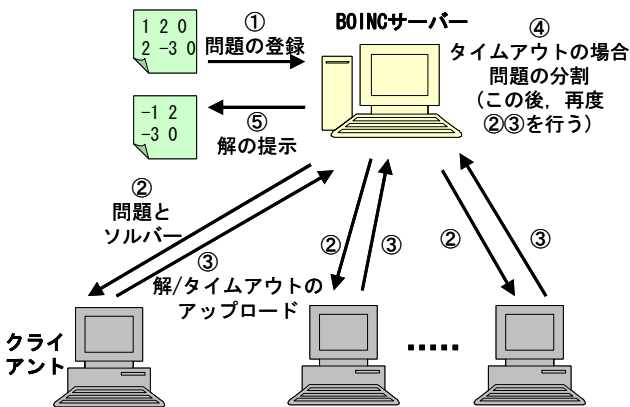 1 2 0
2 -3 0
①
問題の登録
BOINCサーバー
④
タイムアウトの場合
問題の分割
(この後，再度
②③を行う)
-1 2
-3 0
⑤
解の提示
②
問題と
ソルバー
③
解/タイムアウトの
アップロード
②
③
②
③
クライ
アント
.....